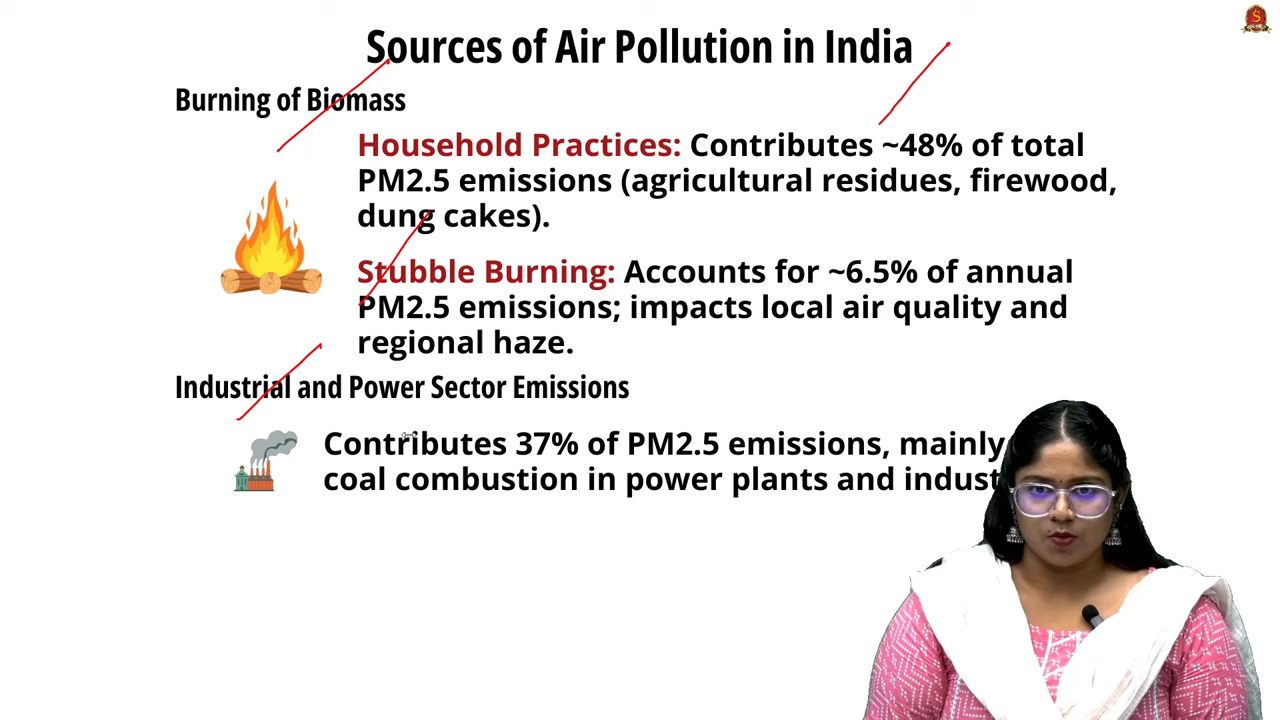 Sources of Air Pollution in India
Burning of Biomass
Household Practices: Contributes ~48% of total
PM2.5 emissions (agricultural residues, firewood,
dung cakes).
Stubble Burning: Accounts for ~6.5% of annual
PM2.5 emissions; impacts local air quality and
regional haze.
Industrial and Power Sector Emissions
Contributes 37% of PM2.5 emissions, mainly
coal combustion in power plants and